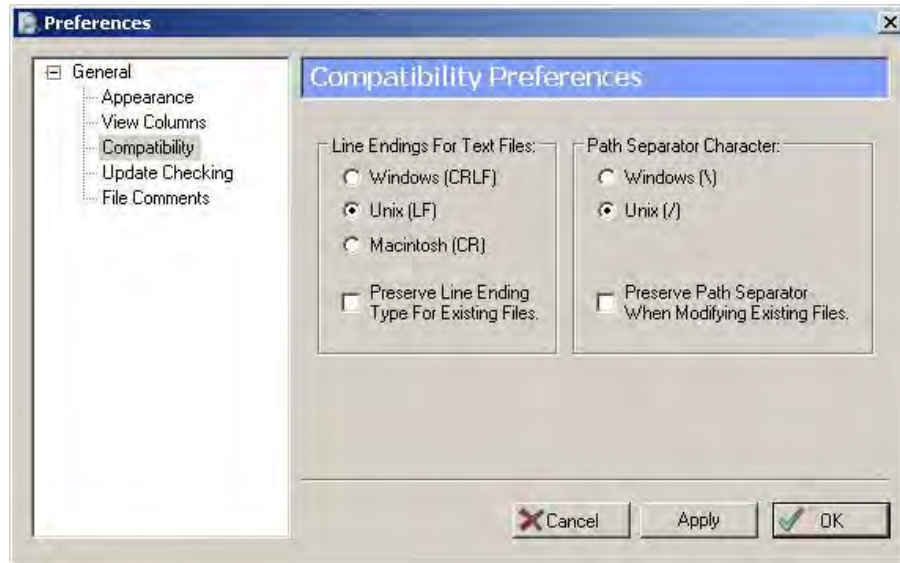 Preferences
General
Appearance
View Columns
Compatibility
Update Checking
File Comments
Compatibility Preferences
Line Endings For Text Files:
Windows (CRLF)
Unix (LF)
Macintosh (CR)
Preserve Line Ending
Type For Existing Files.
Path Separator Character:
Windows (\)
Unix (/)
Preserve Path Separator
When Modifying Existing Files.
Cancel
Apply
OK